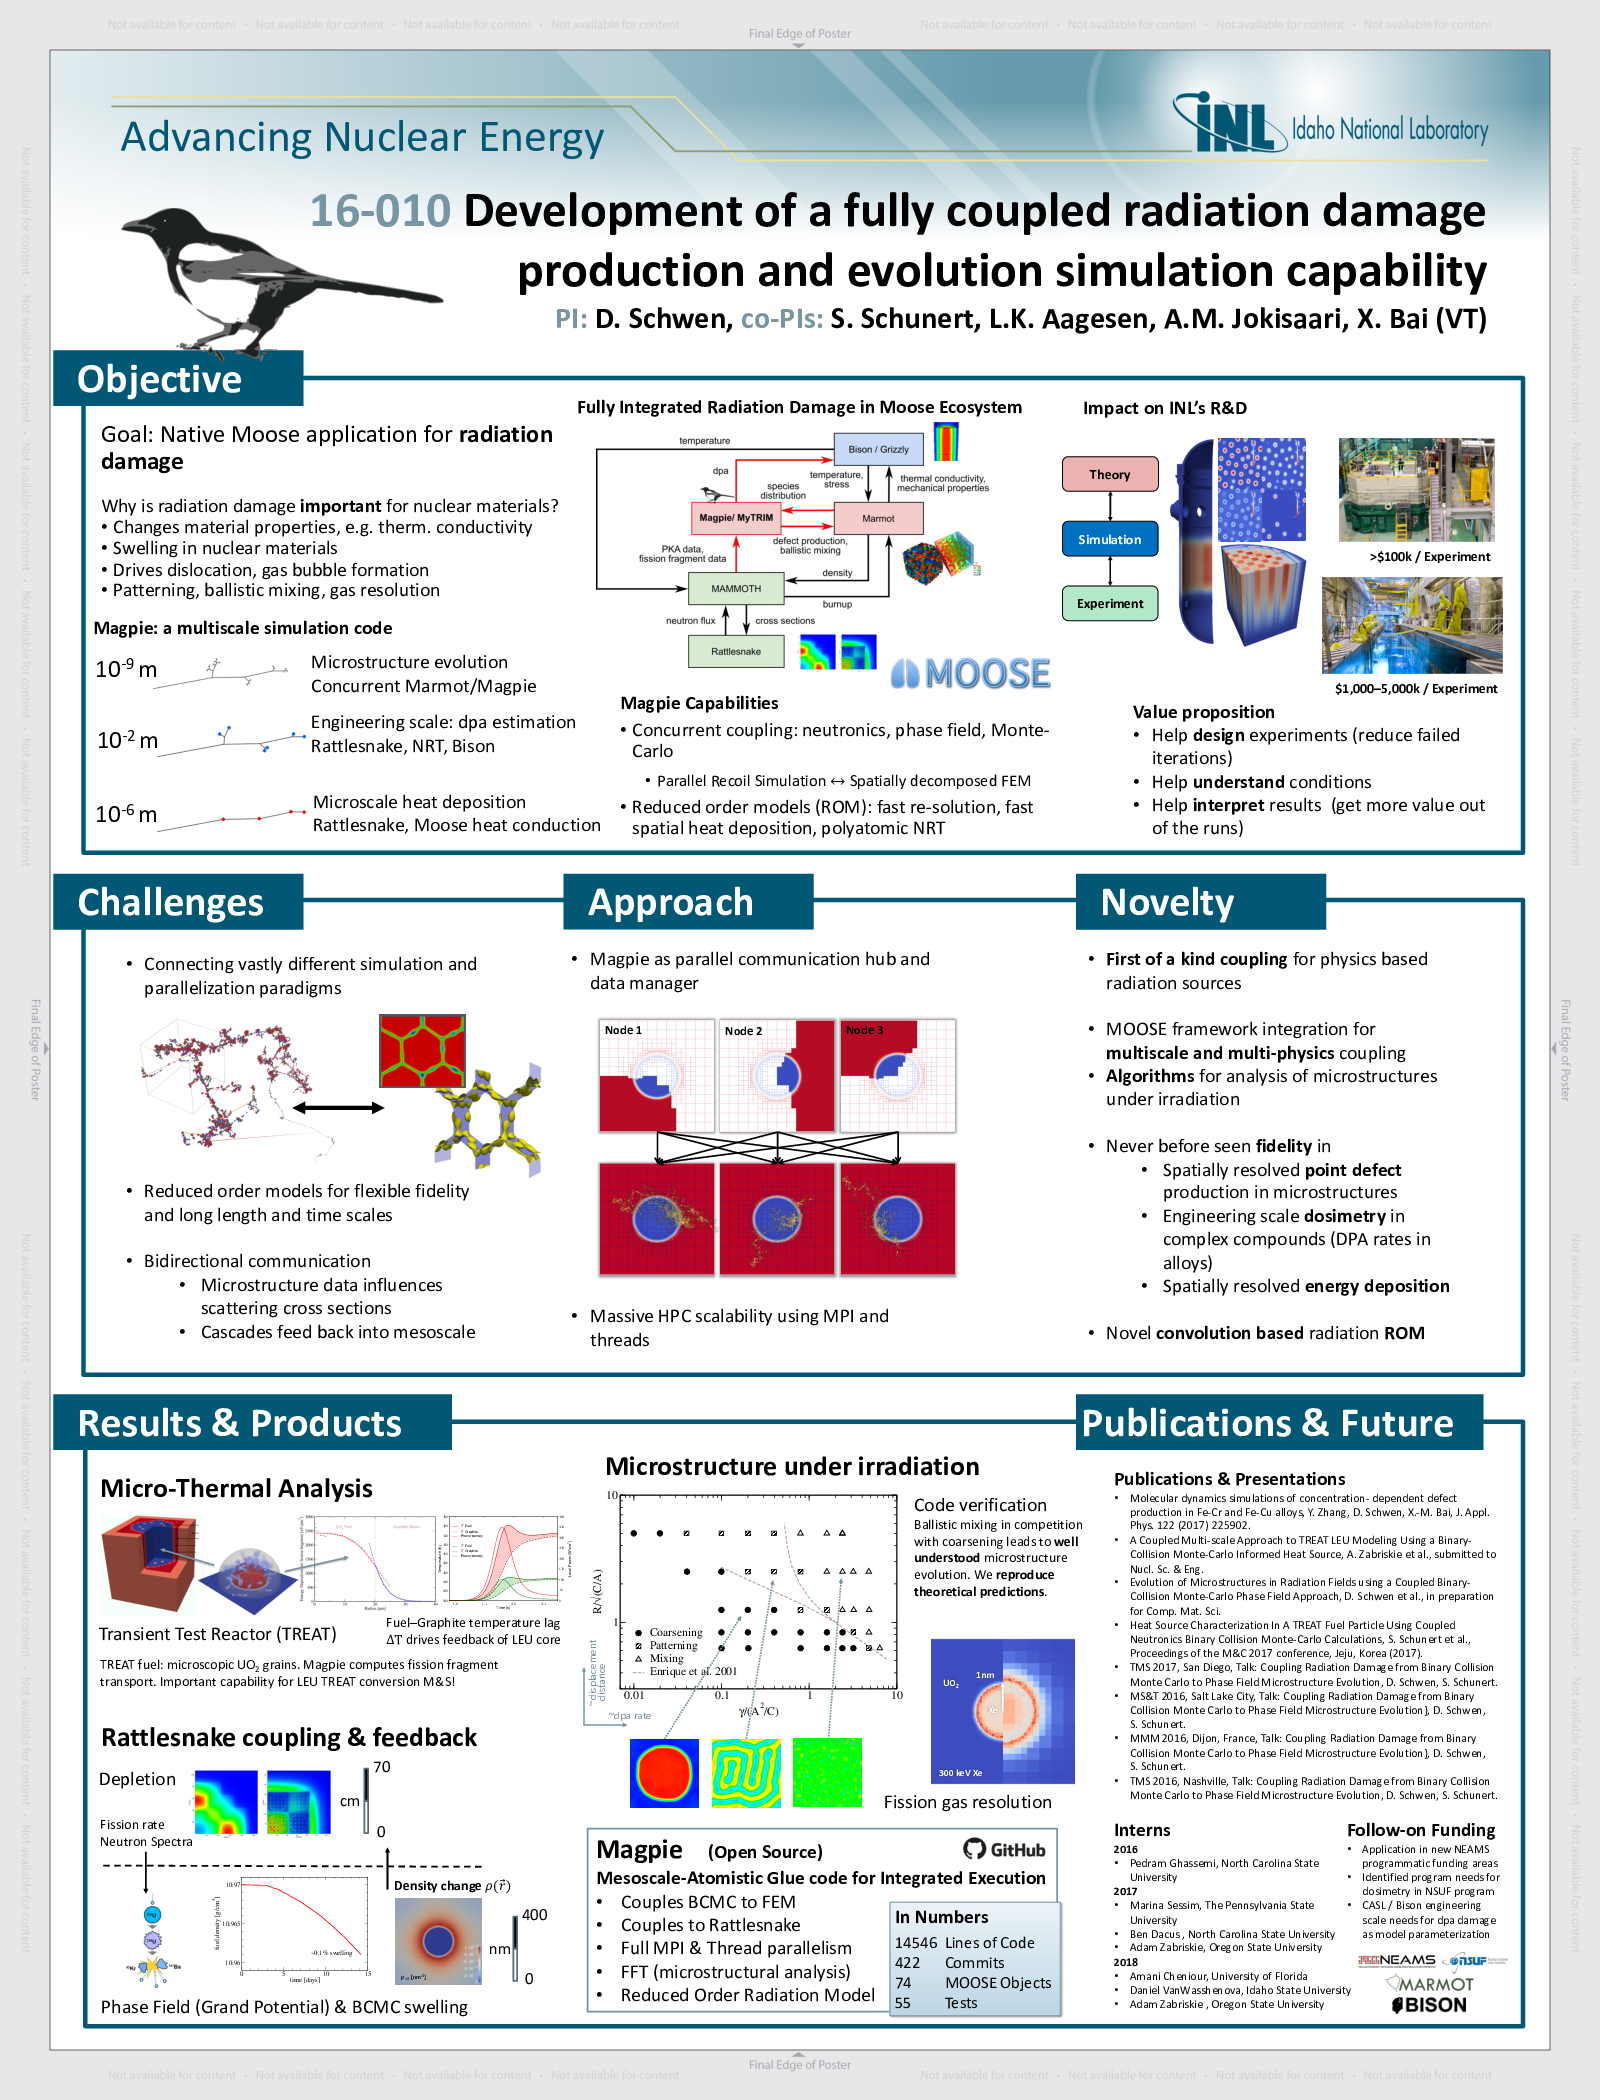 Not available for content • Not available for content • Not available for content • Not available for content
Not available for content • Not available for content • Not available for content • Not available for content
Final Edge of Poster
Advancing Nuclear Energy
INL Idaho National Laboratory
16-010 Development of a fully coupled radiation damage
production and evolution simulation capability
PI: D. Schwen, co-PIs: S. Schunert, L.K. Aagesen, A.M. Jokisaari, X. Bai (VT)
Objective
Goal: Native Moose application for radiation
damage
Why is radiation damage important for nuclear materials?
• Changes material properties, e.g. therm. conductivity
• Swelling in nuclear materials
• Drives dislocation, gas bubble formation
• Patterning, ballistic mixing, gas resolution
Magpie: a multiscale simulation code
10-9 m
Microstructure evolution
Concurrent Marmot/Magpie
10-2 m
Engineering scale: dpa estimation
Rattlesnake, NRT, Bison
10-6 m
Microscale heat deposition
Rattlesnake, Moose heat conduction
Fully Integrated Radiation Damage in Moose Ecosystem
temperature
Bison / Grizzly
dpa
temperature,
stress
thermal conductivity,
mechanical properties
species
distribution
Magpie/ MyTRIM
Marmot
PKA data,
fission fragment data
defect production,
ballistic mixing
density
MAMMOTH
burnup
neutron flux
cross sections
Rattlesnake
MOOSE
Magpie Capabilities
• Concurrent coupling: neutronics, phase field, Monte-
Carlo
• Parallel Recoil Simulation ↔ Spatially decomposed FEM
• Reduced order models (ROM): fast re-solution, fast
spatial heat deposition, polyatomic NRT
Impact on INL's R&D
Theory
Simulation
Experiment
>$100k / Experiment
$1,000–5,000k / Experiment
Value proposition
• Help design experiments (reduce failed
iterations)
• Help understand conditions
• Help interpret results (get more value out
of the runs)
Challenges
• Connecting vastly different simulation and
parallelization paradigms
• Reduced order models for flexible fidelity
and long length and time scales
• Bidirectional communication
• Microstructure data influences
scattering cross sections
• Cascades feed back into mesoscale
Approach
• Magpie as parallel communication hub and
data manager
Node 1
Node 2
Node 3
• Massive HPC scalability using MPI and
threads
Novelty
• First of a kind coupling for physics based
radiation sources
• MOOSE framework integration for
multiscale and multi-physics coupling
• Algorithms for analysis of microstructures
under irradiation
• Never before seen fidelity in
• Spatially resolved point defect
production in microstructures
• Engineering scale dosimetry in
complex compounds (DPA rates in
alloys)
• Spatially resolved energy deposition
• Novel convolution based radiation ROM
Results & Products
Micro-Thermal Analysis
Transient Test Reactor (TREAT)
Fuel–Graphite temperature lag
ΔT drives feedback of LEU core
TREAT fuel: microscopic UO2 grains. Magpie computes fission fragment
transport. Important capability for LEU TREAT conversion M&S!
Rattlesnake coupling & feedback
Depletion
70
cm
0
Fission rate
Neutron Spectra
Density change ρ(r⃗)
fuel density [g/cm3]
10.97
10.965
10.96
~0.1% swelling
0 5 10 15
time [days]
400
nm
0
Phase Field (Grand Potential) & BCMC swelling
Microstructure under irradiation
10
1
R/√(C/A)
● Coarsening
Patterning
△ Mixing
Enrique et al. 2001
0.01 0.1 1 10
γ/(A2/C)
~displacement
distance
~dpa rate
Code verification
Ballistic mixing in competition
with coarsening leads to well
understood microstructure
evolution. We reproduce
theoretical predictions.
UO2
1nm
Xe
300 keV Xe
Fission gas resolution
Magpie (Open Source)
GitHub
Mesoscale-Atomistic Glue code for Integrated Execution
• Couples BCMC to FEM
• Couples to Rattlesnake
• Full MPI & Thread parallelism
• FFT (microstructural analysis)
• Reduced Order Radiation Model
In Numbers
14546 Lines of Code
422 Commits
74 MOOSE Objects
55 Tests
Publications & Future
Publications & Presentations
• Molecular dynamics simulations of concentration- dependent defect
production in Fe-Cr and Fe-Cu alloys, Y. Zhang, D. Schwen, X.-M. Bai, J. Appl.
Phys. 122 (2017) 225902.
• A Coupled Multi-scale Approach to TREAT LEU Modeling Using a Binary-
Collision Monte-Carlo Informed Heat Source, A. Zabriskie et al., submitted to
Nucl. Sc. & Eng.
• Evolution of Microstructures in Radiation Fields using a Coupled Binary-
Collision Monte-Carlo Phase Field Approach, D. Schwen et al., in preparation
for Comp. Mat. Sci.
• Heat Source Characterization In A TREAT Fuel Particle Using Coupled
Neutronics Binary Collision Monte-Carlo Calculations, S. Schunert et al.,
Proceedings of the M&C 2017 conference, Jeju, Korea (2017).
• TMS 2017, San Diego, Talk: Coupling Radiation Damage from Binary Collision
Monte Carlo to Phase Field Microstructure Evolution, D. Schwen, S. Schunert.
• MS&T 2016, Salt Lake City, Talk: Coupling Radiation Damage from Binary
Collision Monte Carlo to Phase Field Microstructure Evolution}, D. Schwen,
S. Schunert.
• MMM 2016, Dijon, France, Talk: Coupling Radiation Damage from Binary
Collision Monte Carlo to Phase Field Microstructure Evolution}, D. Schwen,
S. Schunert.
• TMS 2016, Nashville, Talk: Coupling Radiation Damage from Binary Collision
Monte Carlo to Phase Field Microstructure Evolution, D. Schwen, S. Schunert.
Interns
2016
• Pedram Ghassemi, North Carolina State
University
2017
• Marina Sessim, The Pennsylvania State
University
• Ben Dacus, North Carolina State University
• Adam Zabriskie, Oregon State University
2018
• Amani Cheniour, University of Florida
• Daniel VanWasshenova, Idaho State University
• Adam Zabriskie , Oregon State University
Follow-on Funding
• Application in new NEAMS
programmatic funding areas
• Identified program needs for
dosimetry in NSUF program
• CASL / Bison engineering
scale needs for dpa damage
as model parameterization
NEAMS
NSUF
MARMOT
BISON
Final Edge of Poster
Not available for content • Not available for content • Not available for content • Not available for content
Not available for content • Not available for content • Not available for content • Not available for content